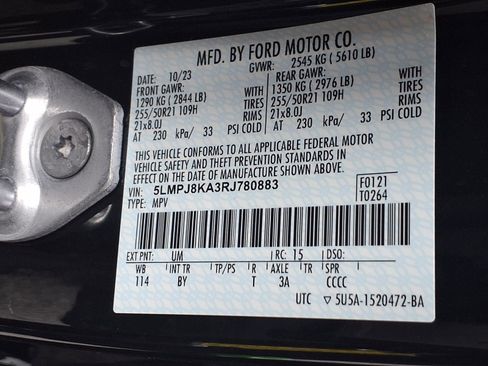 MFD. BY FORD MOTOR CO.
DATE: 10/23 GVWR: 2545 KG ( 5610 LB)
FRONT GAWR: REAR GAWR:
1290 KG ( 2844 LB) WITH 1350 KG ( 2976 LB) WITH
255/50R21 109H TIRES 255/50R21 109H TIRES
21x8.0J RIMS 21x8.0J RIMS
AT 230 kPa/ 33 PSI COLD AT 230 kPa/ 33 PSI COLD
THIS VEHICLE CONFORMS TO ALL APPLICABLE FEDERAL MOTOR
VEHICLE SAFETY AND THEFT PREVENTION STANDARDS IN
EFFECT ON THE DATE OF MANUFACTURE SHOWN ABOVE.
VIN: 5LMPJ8KA3RJ780883 F0121
TYPE: MPV T0264
EXT PNT: UM RC: 15 DSO:
WB INT TR TP/PS R AXLE TR SPR
114 BY T 3A CCCC
UTC ▽ 5U5A-1520472-BA